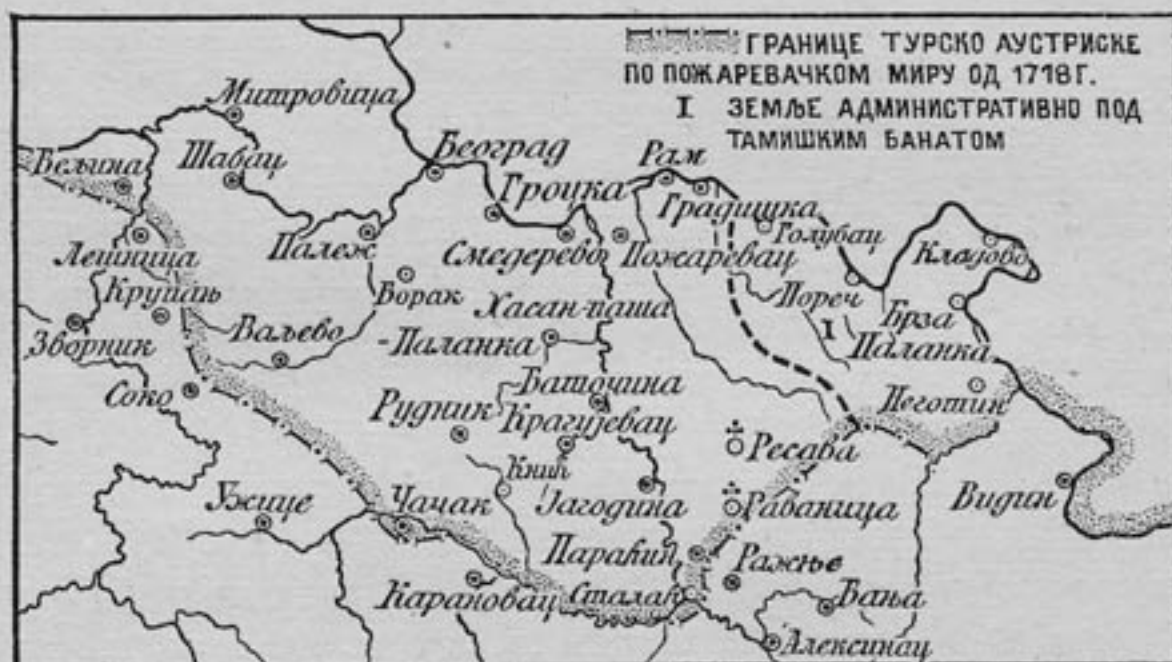 ГРАНИЦЕ ТУРСКО АУСТРИСКЕ
ПО ПОЖАРЕВАЧКОМ МИРУ ОД 1718 Г.
I ЗЕМЉЕ АДМИНИСТРАТИВНО ПОД
ТАМИШКИМ БАНАТОМ
Митровица
Бељина
Шабац
Београд
Рам
Гроцка
Градишка
Голубац
Кладово
Лешница
Палеж
Смедерево
Пожаревац
Крупањ
Борак
Хасан-паша
-Паланка
Пореч
I
Брза
Паланка
Зворник
Ваљево
Соко
Баточина
Неготин
Рудник
Крагујевац
Ресава
Кнић
Ужице
Чачак
Јагодина
Раваница
Видин
Параћин
Ражње
Карановац
Сталаћ
Бања
Алексинац